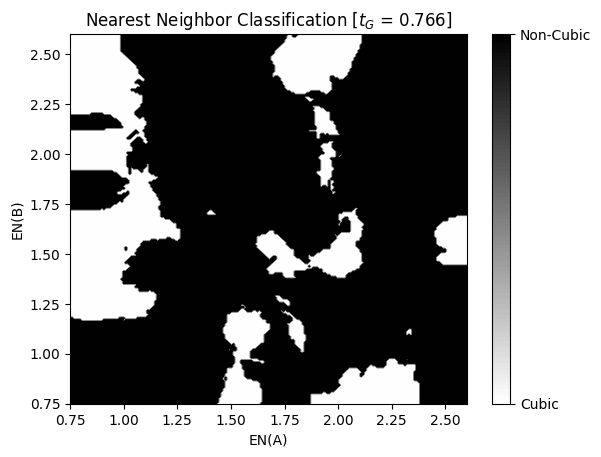 Nearest Neighbor Classification [$t_G$ = 0.766]
Non-Cubic
2.50
2.25
2.00
1.75
1.50
1.25
1.00
0.75
EN(B)
Cubic
0.75 1.00 1.25 1.50 1.75 2.00 2.25 2.50
EN(A)